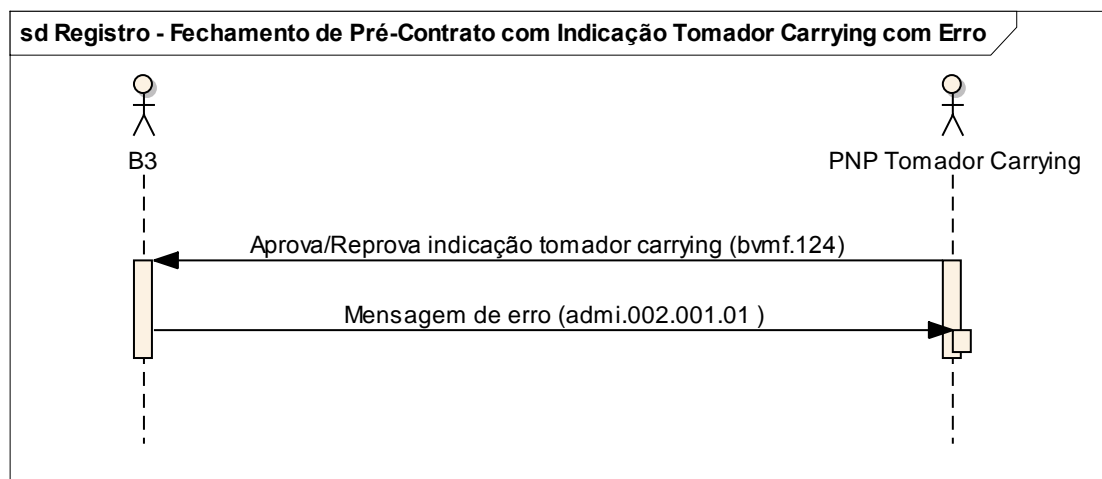 sd Registro - Fechamento de Pré-Contrato com Indicação Tomador Carrying com Erro
B3
PNP Tomador Carrying
Aprova/Reprova indicação tomador carrying (bvmf.124)
Mensagem de erro (admi.002.001.01 )